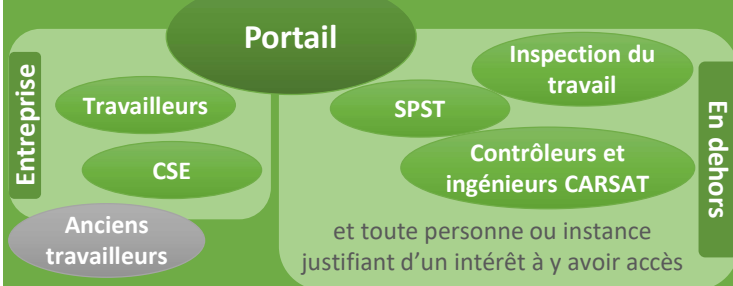 Portail
Entreprise
Travailleurs
CSE
Anciens
travailleurs
Inspection du
travail
SPST
Contrôleurs et
ingénieurs CARSAT
En dehors
et toute personne ou instance
justifiant d’un intérêt à y avoir accès